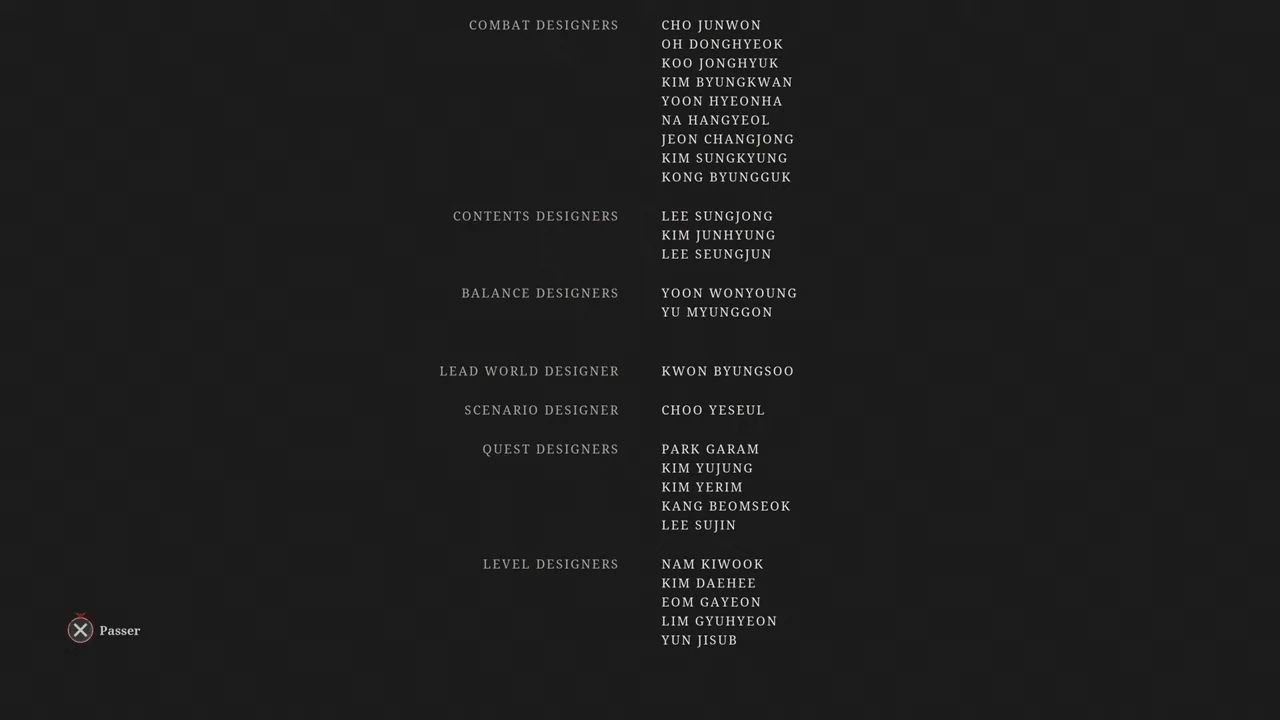 COMBAT DESIGNERS CHO JUNWON
OH DONGHYEOK
KOO JONGHYUK
KIM BYUNGKWAN
YOON HYEONHA
NA HANGYEOL
JEON CHANGJONG
KIM SUNGKYUNG
KONG BYUNGGUK
CONTENTS DESIGNERS LEE SUNGJONG
KIM JUNHYUNG
LEE SEUNGJUN
BALANCE DESIGNERS YOON WONYOUNG
YU MYUNGGON
LEAD WORLD DESIGNER KWON BYUNGSOO
SCENARIO DESIGNER CHOO YESEUL
QUEST DESIGNERS PARK GARAM
KIM YUJUNG
KIM YERIM
KANG BEOMSEOK
LEE SUJIN
LEVEL DESIGNERS NAM KIWOOK
KIM DAEHEE
EOM GAYEON
LIM GYUHYEON
YUN JISUB
Passer